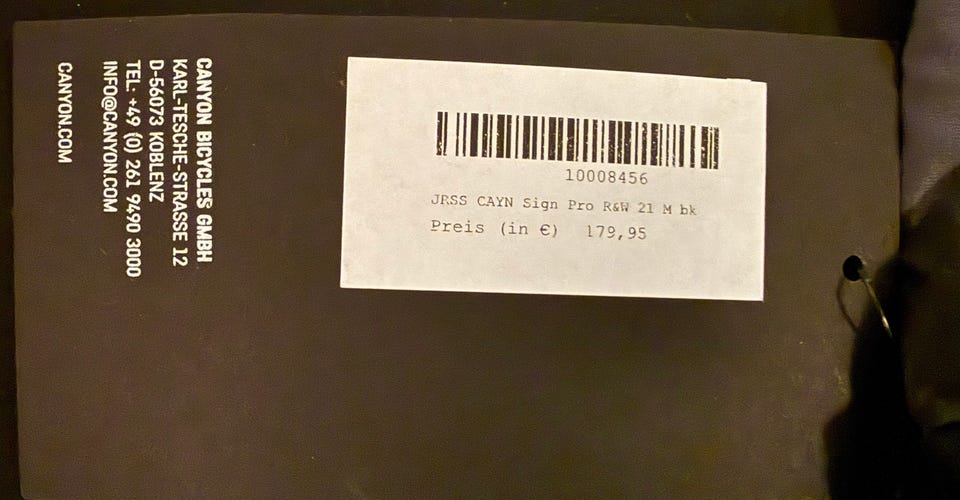 CANYON BICYCLES GMBH
KARL-TESCHE-STRASSE 12
D-56073 KOBLENZ
TEL: +49 (0) 261 9490 3000
INFO@CANYON.COM
CANYON.COM
10008456
JRSS CAYN Sign Pro R&W 21 M bk
Preis (in €) 179,95